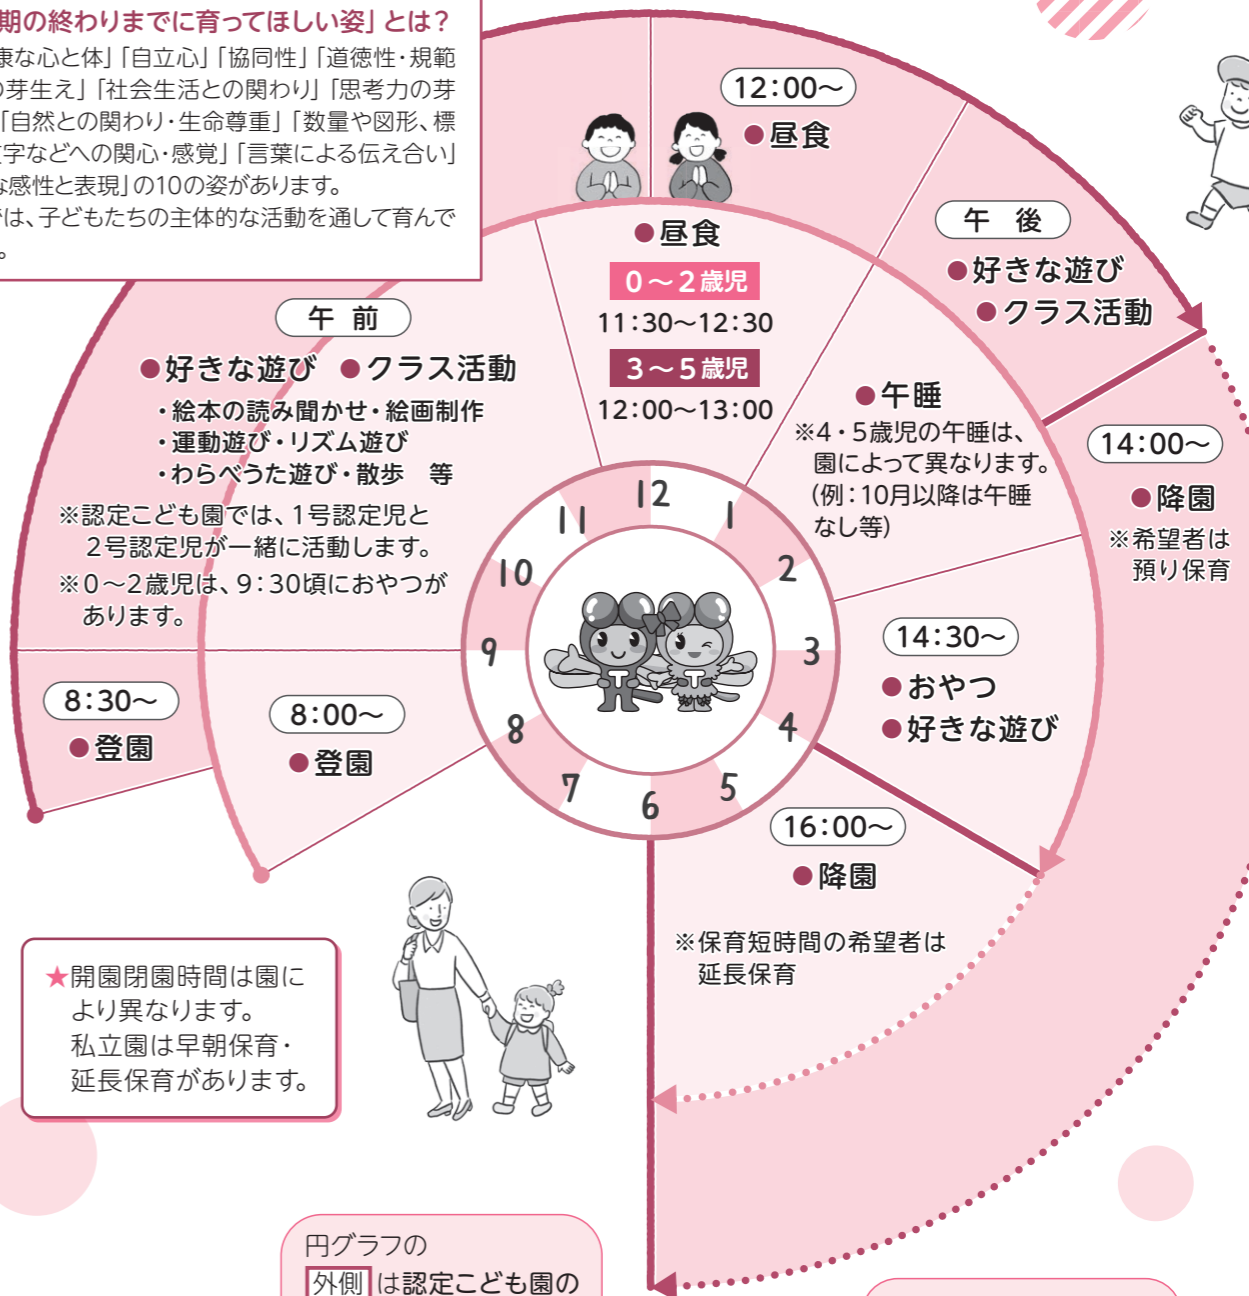 期の終わりまでに育ってほしい姿」とは？
康な心と体」「自立心」「協同性」「道徳性・規範
の芽生え」「社会生活との関わり」「思考力の芽
「自然との関わり・生命尊重」「数量や図形、標
文字などへの関心・感覚」「言葉による伝え合い」
な感性と表現」の10の姿があります。
では、子どもたちの主体的な活動を通して育んで
。
12：00～
●昼食
午 後
●好きな遊び
●クラス活動
14：00～
●降園
※希望者は
預り保育
午 前
●好きな遊び ●クラス活動
・絵本の読み聞かせ・絵画制作
・運動遊び・リズム遊び
・わらべうた遊び・散歩 等
※認定こども園では、1号認定児と
2号認定児が一緒に活動します。
※0～2歳児は、9：30頃におやつが
あります。
8：30～
●登園
8：00～
●登園
●昼食
0～2歳児
11：30～12：30
3～5歳児
12：00～13：00
●午睡
※4・5歳児の午睡は、
園によって異なります。
（例：10月以降は午睡
なし等）
14：30～
●おやつ
●好きな遊び
16：00～
●降園
※保育短時間の希望者は
延長保育
12
1
2
3
4
5
6
7
8
9
10
11
T
T
★開園閉園時間は園に
より異なります。
私立園は早朝保育・
延長保育があります。
円グラフの
外側は認定こども園の